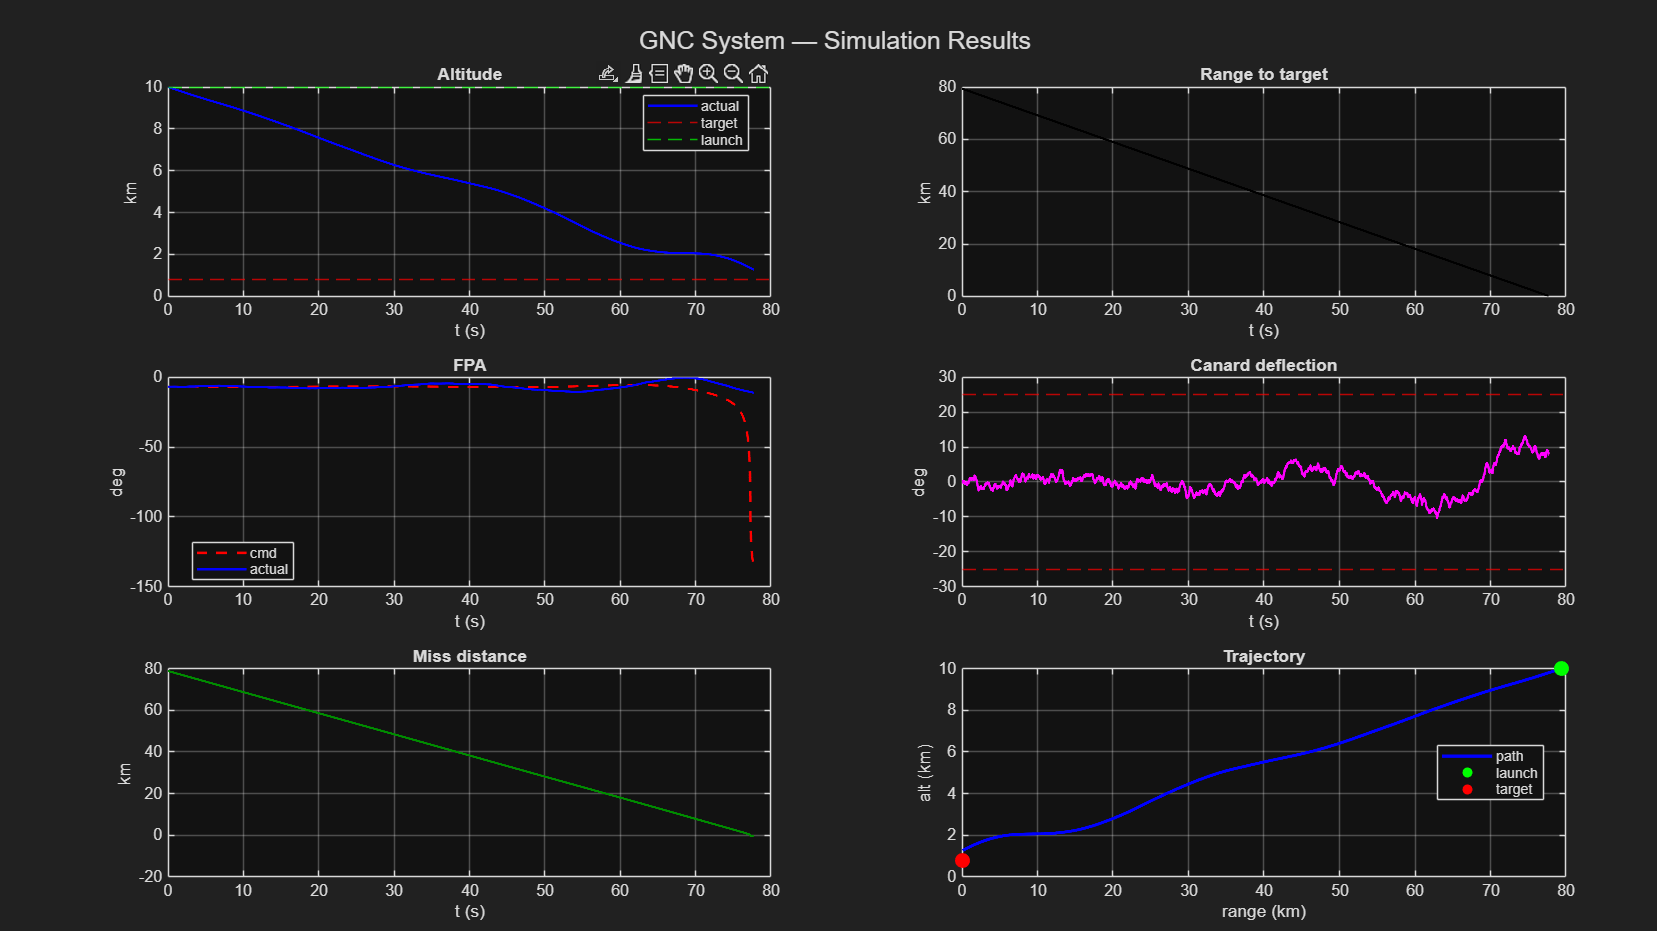 GNC System — Simulation Results
Altitude
10
8
6
4
2
0
km
0 10 20 30 40 50 60 70 80
t (s)
actual
target
launch
Range to target
80
60
40
20
0
km
0 10 20 30 40 50 60 70 80
t (s)
FPA
0
-50
-100
-150
deg
0 10 20 30 40 50 60 70 80
t (s)
cmd
actual
Canard deflection
30
20
10
0
-10
-20
-30
deg
0 10 20 30 40 50 60 70 80
t (s)
Miss distance
80
60
40
20
0
-20
km
0 10 20 30 40 50 60 70 80
t (s)
Trajectory
10
8
6
4
2
0
alt (km)
0 10 20 30 40 50 60 70 80
range (km)
path
launch
target